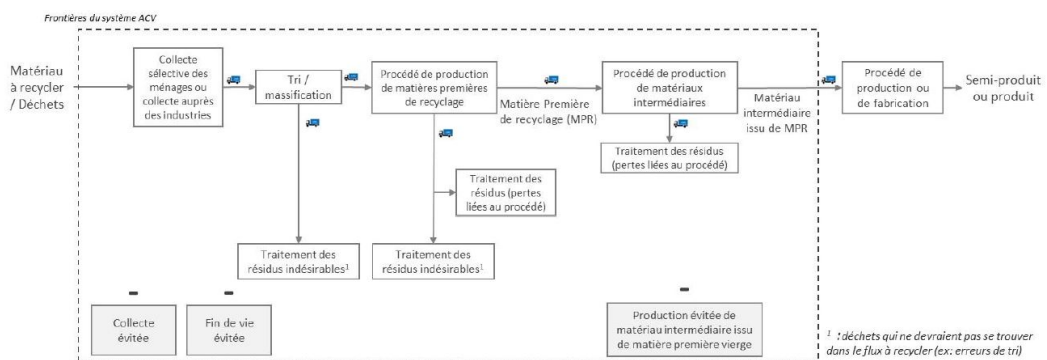 Frontières du système ACV
Matériau
à recycler
/ Déchets
Collecte
sélective des
ménages ou
collecte auprès
des industries
Tri /
massification
Procédé de production
de matières premières
de recyclage
Matière Première
de recyclage (MPR)
Procédé de production
de matériaux
intermédiaires
Matériau
intermédiaire
issu de MPR
Procédé de
production ou
de fabrication
Semi-produit
ou produit
Traitement des résidus
(pertes liées au procédé)
Traitement des
résidus (pertes
liées au procédé)
Traitement des
résidus indésirables¹
Traitement des
résidus indésirables¹
Collecte
évitée
Fin de vie
évitée
Production évitée de
matériau intermédiaire issu
de matière première vierge
¹ : déchets qui ne devraient pas se trouver
dans le flux à recycler (ex: erreurs de tri)